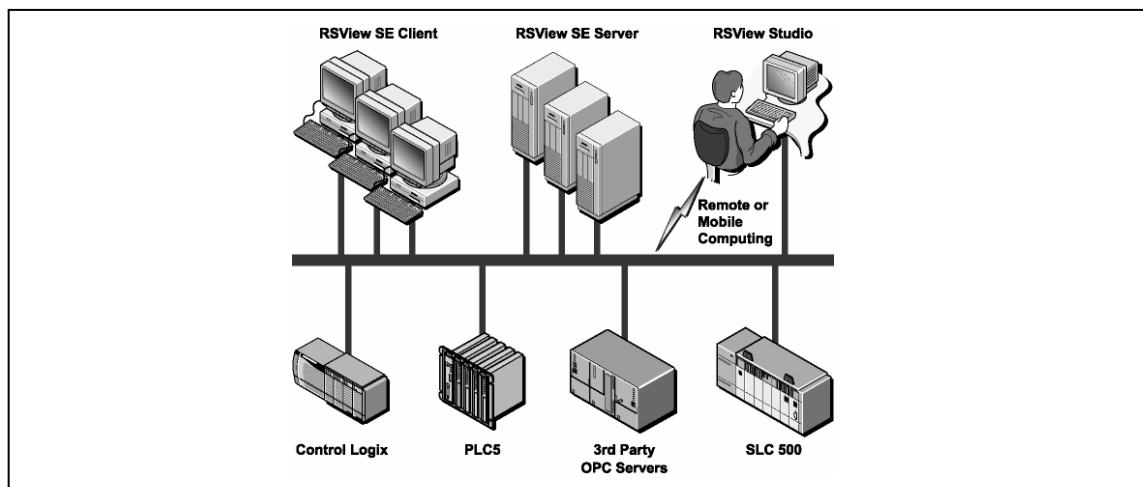 RSView SE Client
RSView SE Server
RSView Studio
Remote or
Mobile
Computing
Control Logix
PLC5
3rd Party
OPC Servers
SLC 500